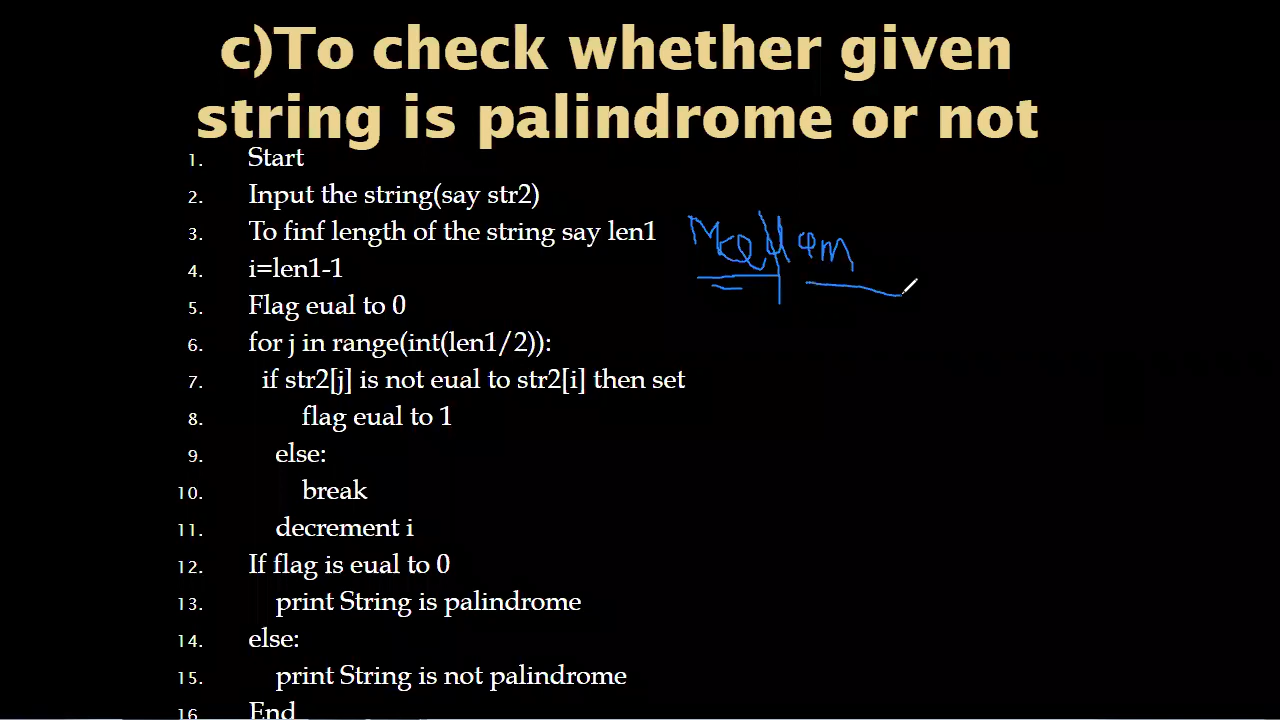 c)To check whether given
string is palindrome or not
1. Start
2. Input the string(say str2)
3. To finf length of the string say len1
4. i=len1-1
5. Flag eual to 0
6. for j in range(int(len1/2)):
7. if str2[j] is not eual to str2[i] then set
8. flag eual to 1
9. else:
10. break
11. decrement i
12. If flag is eual to 0
13. print String is palindrome
14. else:
15. print String is not palindrome
16. End